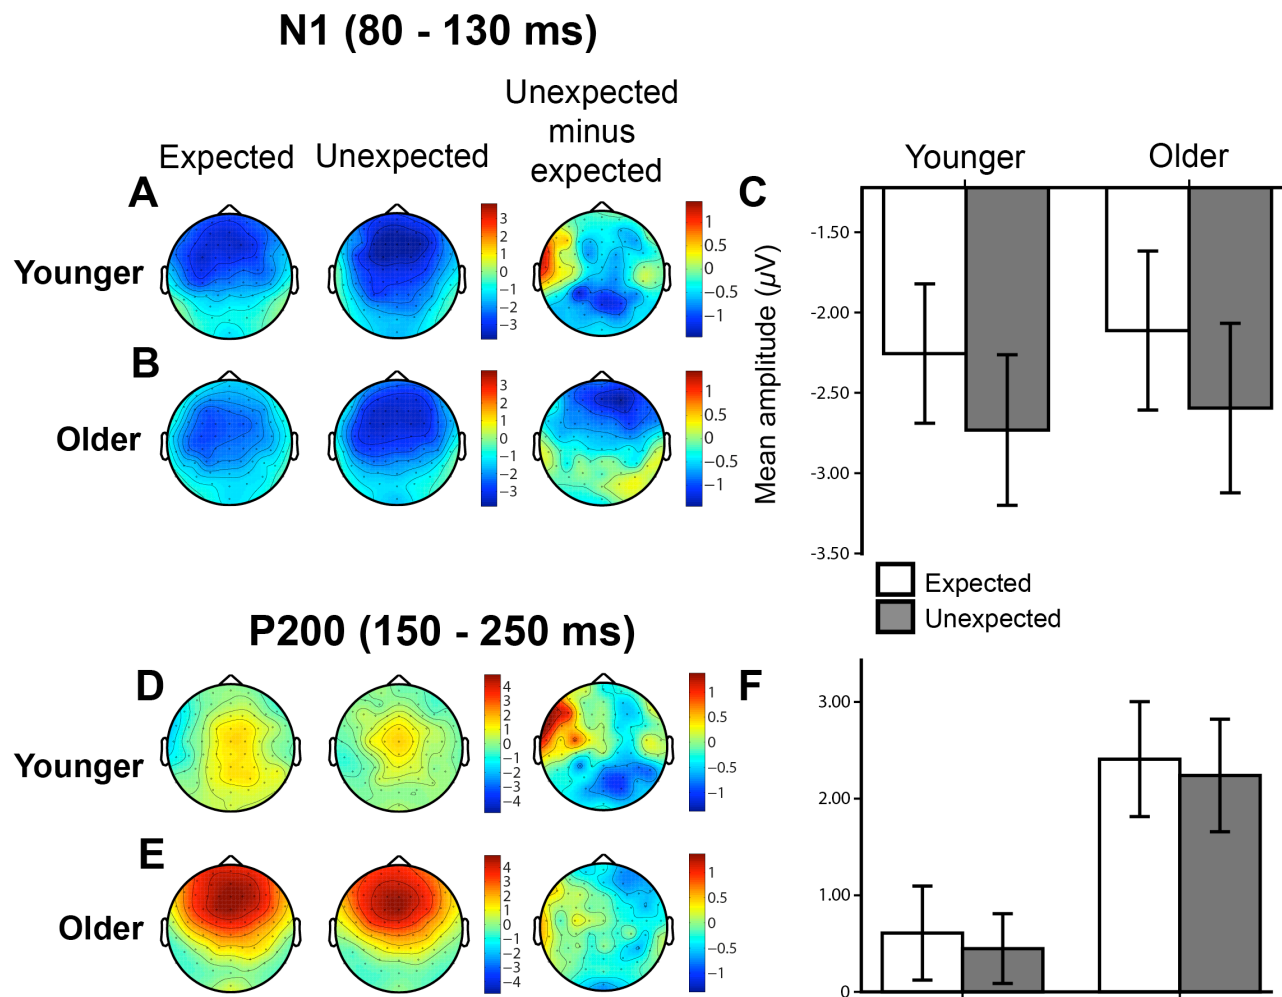 N1 (80 - 130 ms)
Expected
Unexpected
Unexpected
minus
expected
A
Younger
3
2
1
0
−1
−2
−3
1
0.5
0
−0.5
−1
B
Older
3
2
1
0
−1
−2
−3
1
0.5
0
−0.5
−1
C
Younger
Older
Mean amplitude (µV)
-1.50
-2.00
-2.50
-3.00
-3.50
Expected
Unexpected
P200 (150 - 250 ms)
D
Younger
4
3
2
1
0
−1
−2
−3
−4
1
0.5
0
−0.5
−1
E
Older
4
3
2
1
0
−1
−2
−3
−4
1
0.5
0
−0.5
−1
F
3.00
2.00
1.00
0